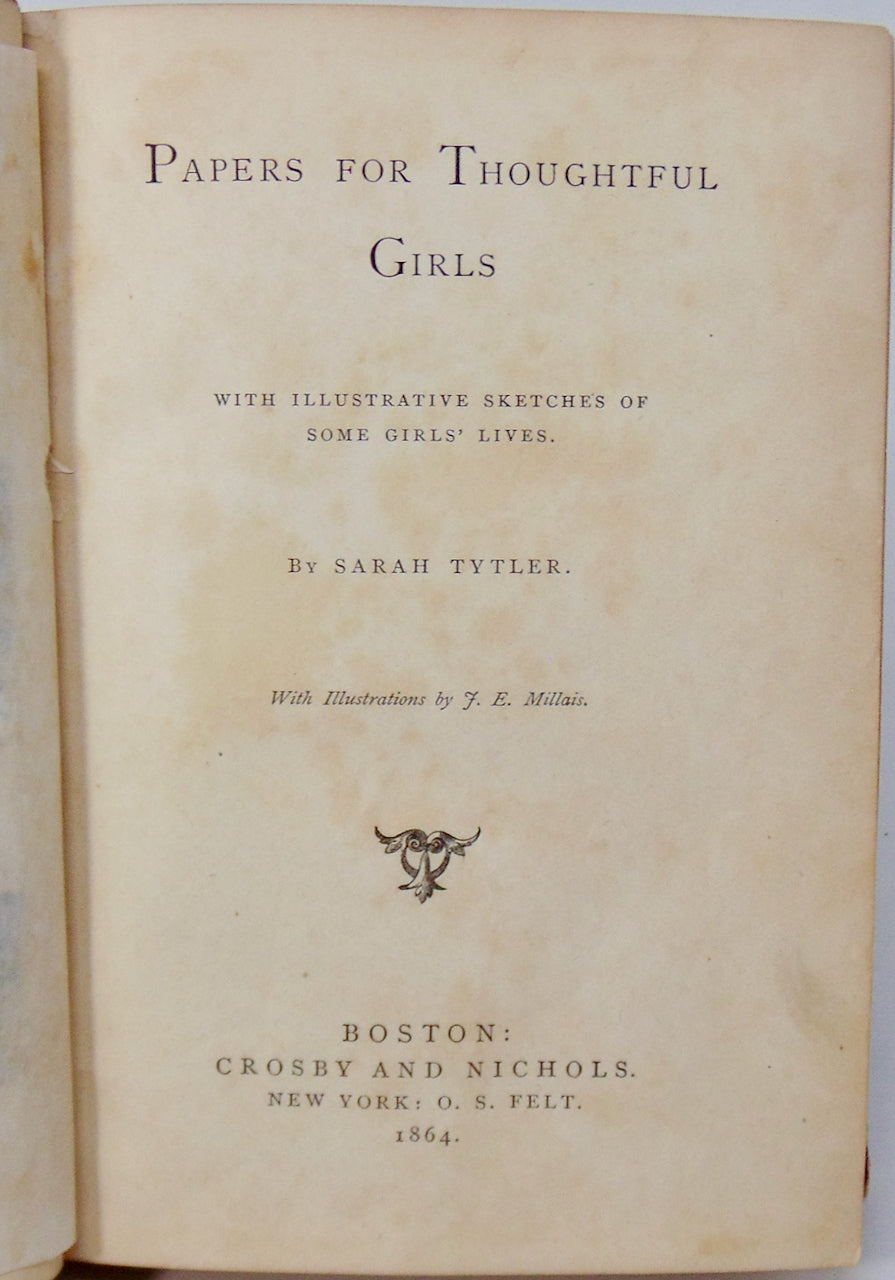 PAPERS FOR THOUGHTFUL
GIRLS
WITH ILLUSTRATIVE SKETCHES OF
SOME GIRLS' LIVES.
BY SARAH TYTLER.
With Illustrations by J. E. Millais.
BOSTON:
CROSBY AND NICHOLS.
NEW YORK: O. S. FELT.
1864.